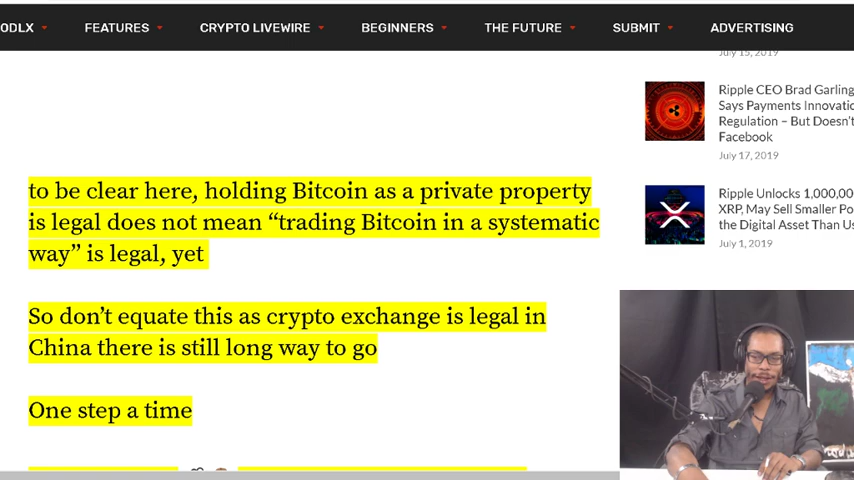 ODLX
FEATURES
CRYPTO LIVEWIRE
BEGINNERS
THE FUTURE
SUBMIT
ADVERTISING
to be clear here, holding Bitcoin as a private property
is legal does not mean “trading Bitcoin in a systematic
way” is legal, yet
So don’t equate this as crypto exchange is legal in
China there is still long way to go
One step a time
July 15, 2019
Ripple CEO Brad Garling
Says Payments Innovatio
Regulation – But Doesn't
Facebook
July 17, 2019
Ripple Unlocks 1,000,00
XRP, May Sell Smaller Po
the Digital Asset Than Us
July 1, 2019